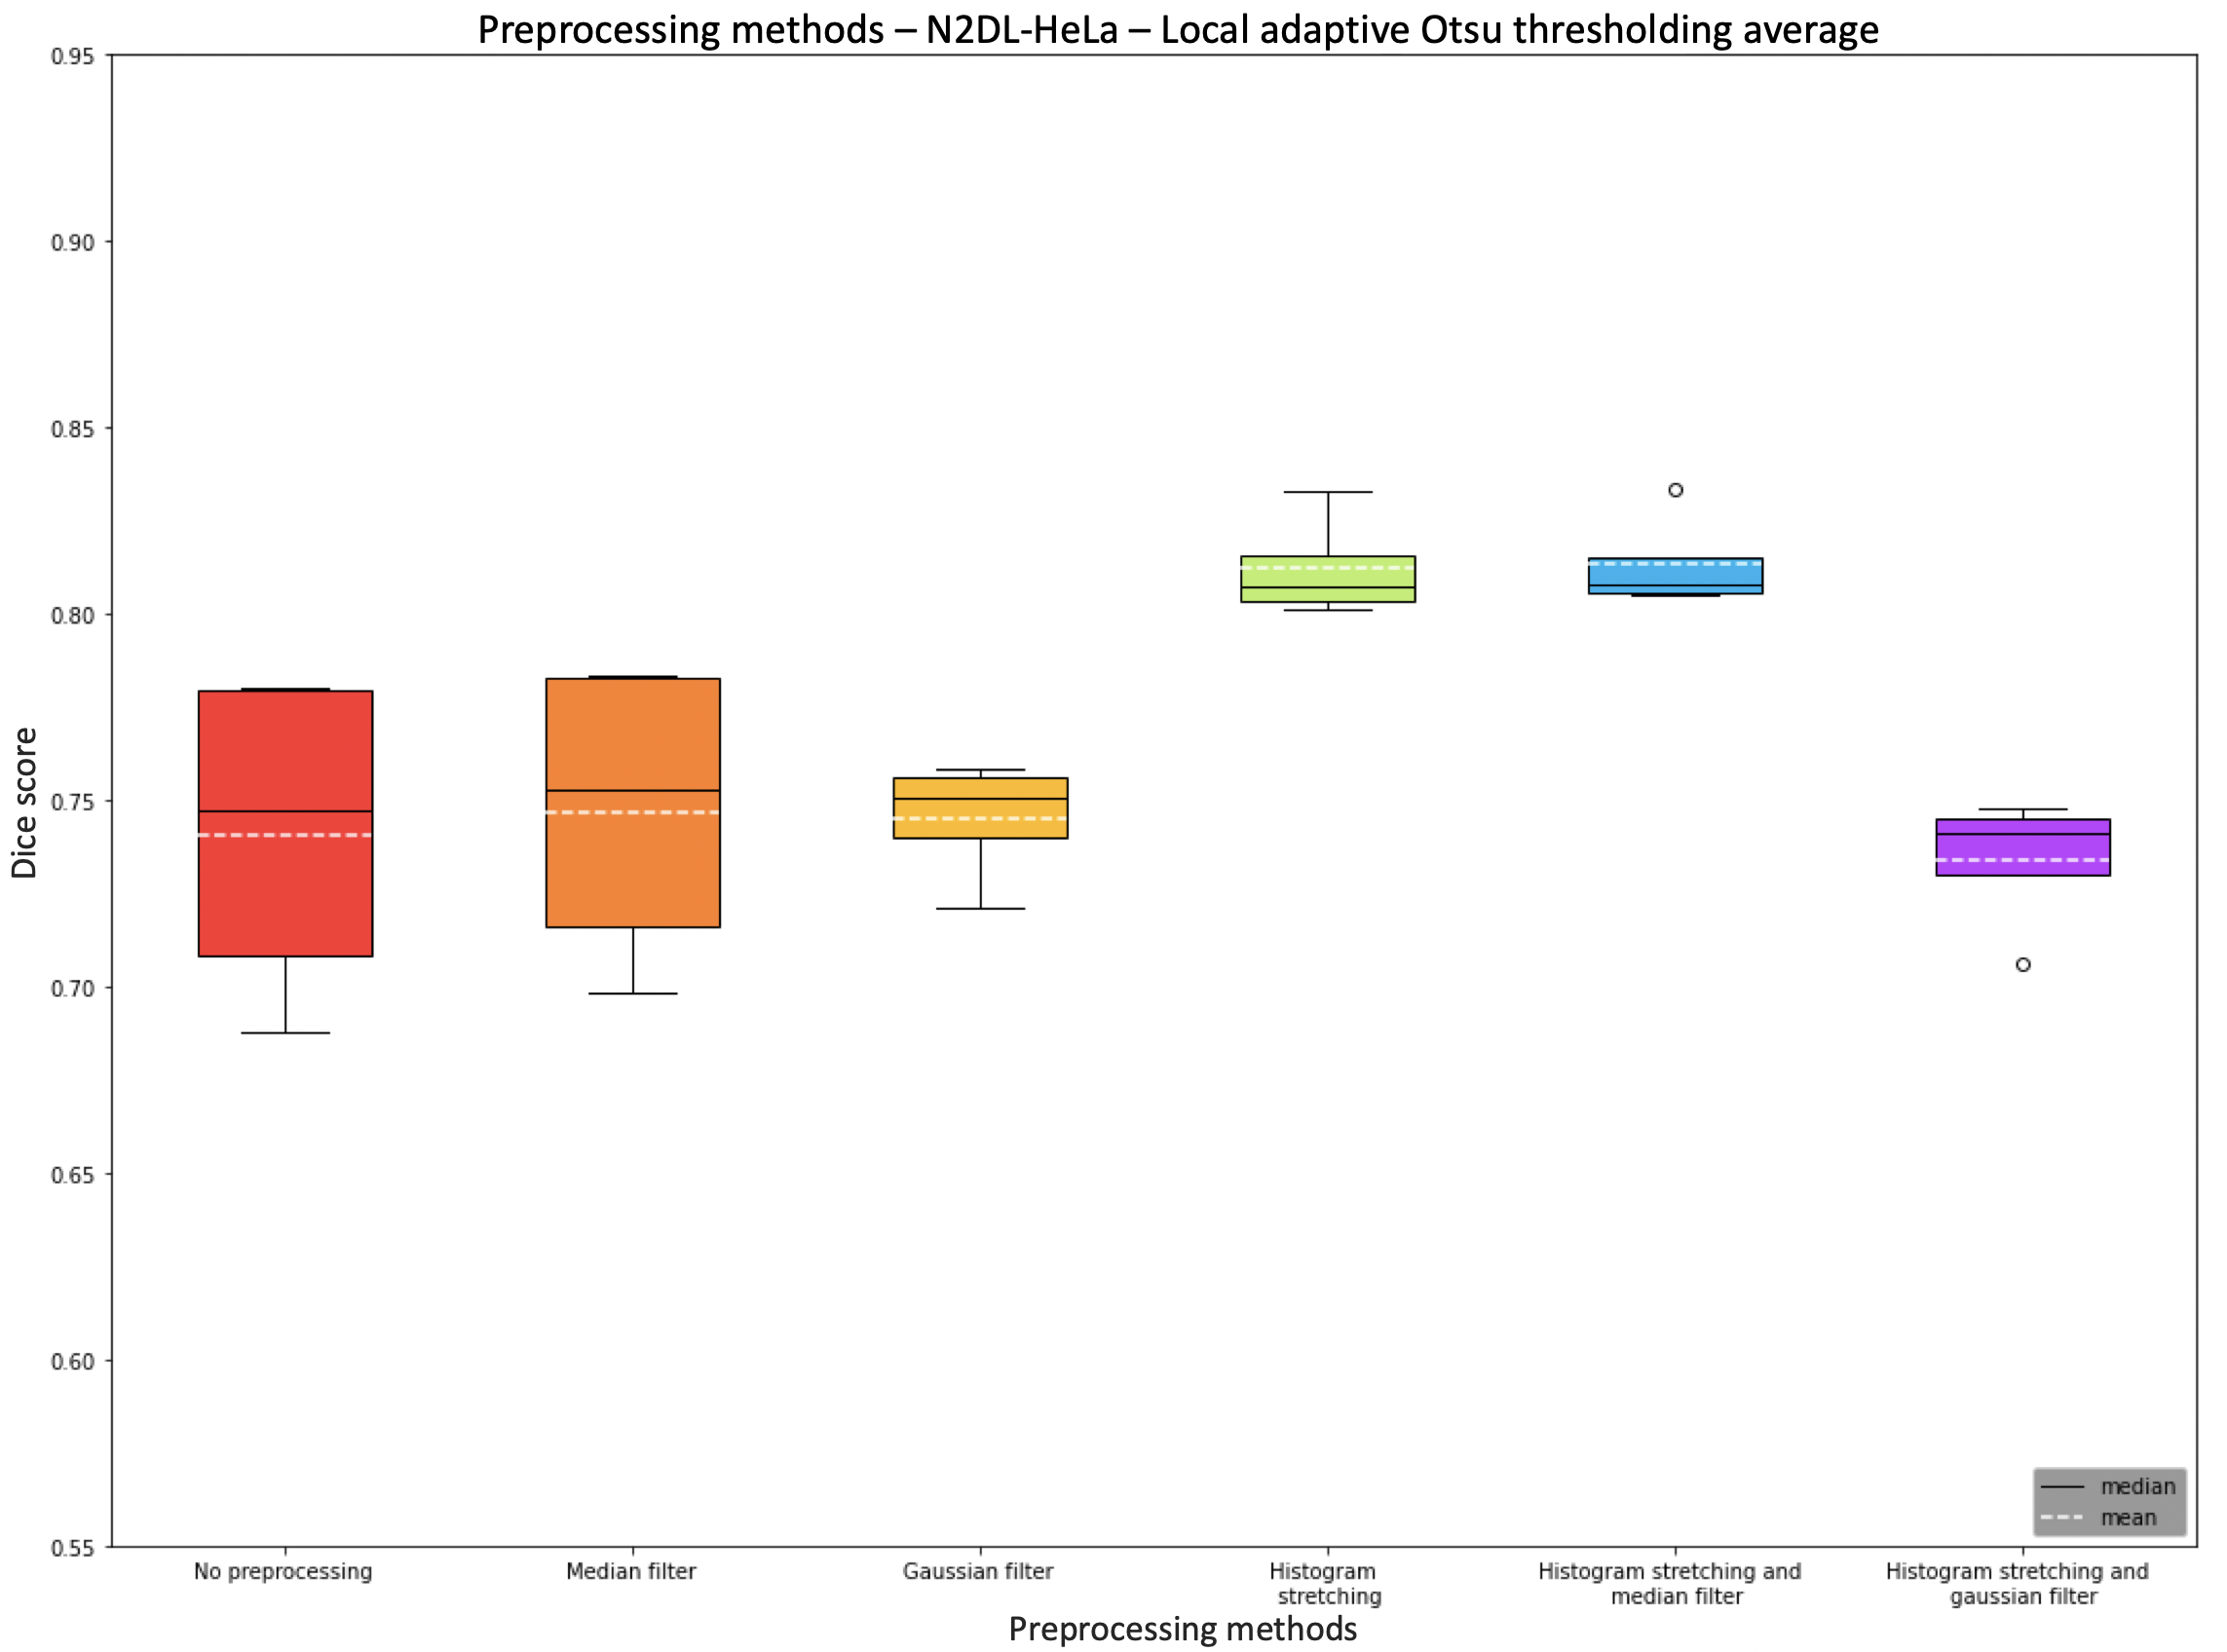 Preprocessing methods – N2DL-HeLa – Local adaptive Otsu thresholding average
0.95
0.90
0.85
0.80
0.75
0.70
0.65
0.60
0.55
Dice score
median
mean
No preprocessing
Median filter
Gaussian filter
Histogram
stretching
Histogram stretching and
median filter
Histogram stretching and
gaussian filter
Preprocessing methods